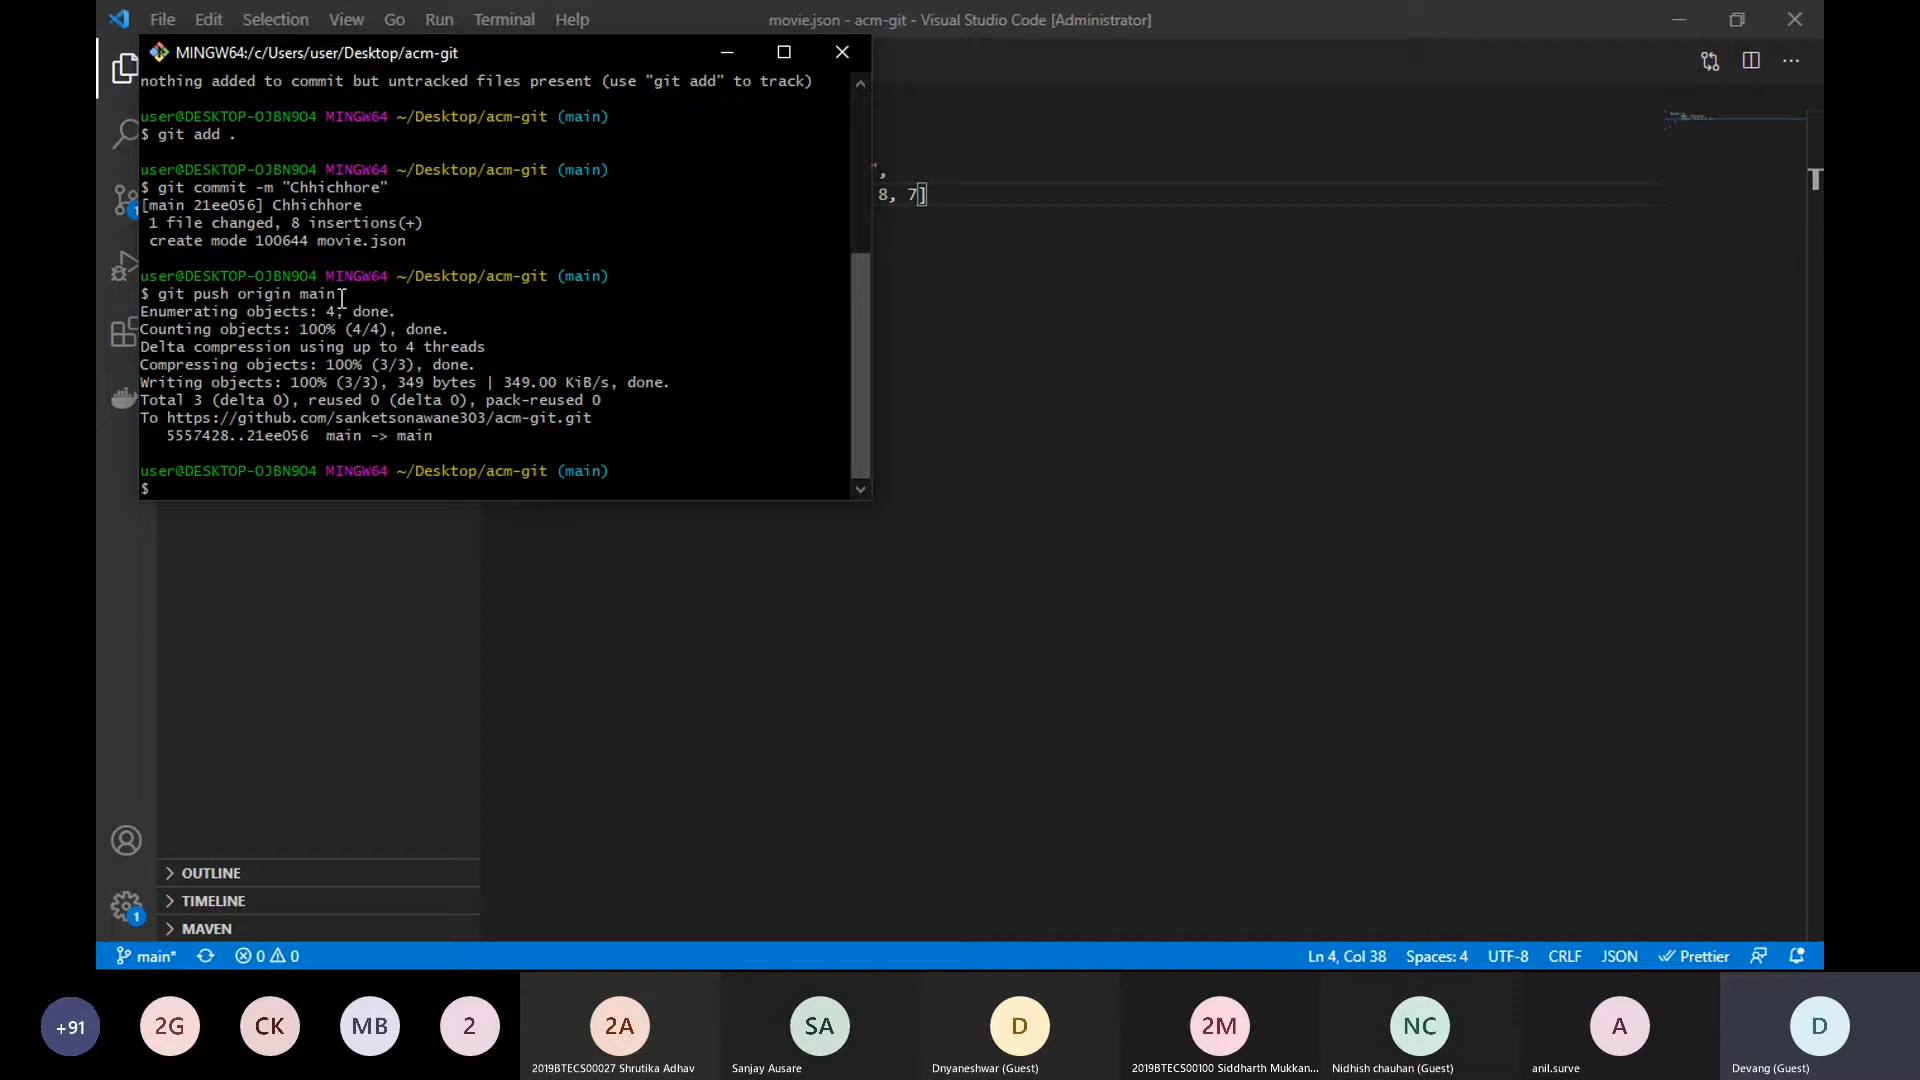 File Edit Selection View Go Run Terminal Help
movie.json - acm-git - Visual Studio Code [Administrator]
MINGW64:/c/Users/user/Desktop/acm-git
nothing added to commit but untracked files present (use "git add" to track)
user@DESKTOP-OJBN9O4 MINGW64 ~/Desktop/acm-git (main)
$ git add .
user@DESKTOP-OJBN9O4 MINGW64 ~/Desktop/acm-git (main)
$ git commit -m "Chhichhore"
[main 21ee056] Chhichhore
1 file changed, 8 insertions(+)
create mode 100644 movie.json
user@DESKTOP-OJBN9O4 MINGW64 ~/Desktop/acm-git (main)
$ git push origin main
Enumerating objects: 4, done.
Counting objects: 100% (4/4), done.
Delta compression using up to 4 threads
Compressing objects: 100% (3/3), done.
Writing objects: 100% (3/3), 349 bytes | 349.00 KiB/s, done.
Total 3 (delta 0), reused 0 (delta 0), pack-reused 0
To https://github.com/sanketsonawane303/acm-git.git
5557428..21ee056 main -> main
user@DESKTOP-OJBN9O4 MINGW64 ~/Desktop/acm-git (main)
$
",
8, 7]
1
OUTLINE
TIMELINE
MAVEN
1
main* 0 0
Ln 4, Col 38 Spaces: 4 UTF-8 CRLF JSON Prettier
+91 2G CK MB 2 2A SA D 2M NC A D
2019BTECS00027 Shrutika Adhav
Sanjay Ausare
Dnyaneshwar (Guest)
2019BTECS00100 Siddharth Mukkan...
Nidhish chauhan (Guest)
anil.surve
Devang (Guest)